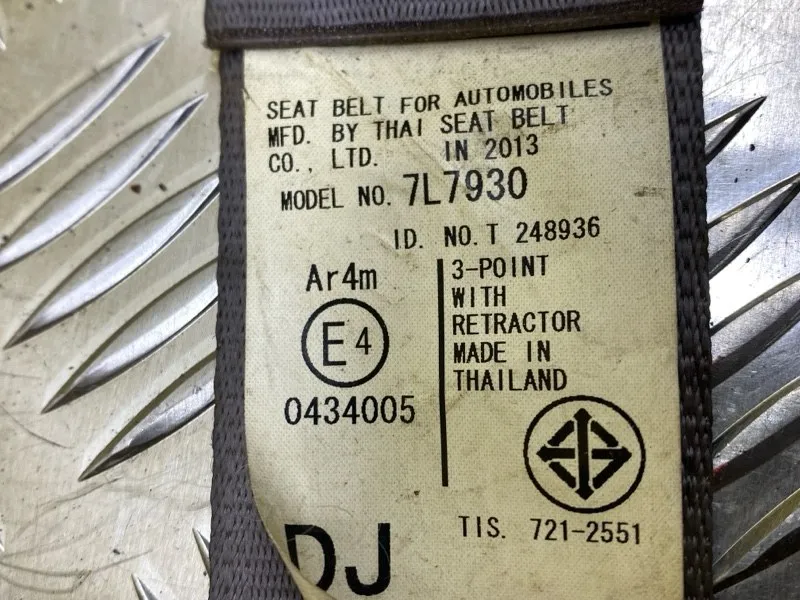 SEAT BELT FOR AUTOMOBILES
MFD. BY THAI SEAT BELT
CO., LTD. IN 2013
MODEL NO. 7L7930
ID. NO. T 248936
Ar4m
E4
0434005
3-POINT
WITH
RETRACTOR
MADE IN
THAILAND
TIS. 721-2551
DJ